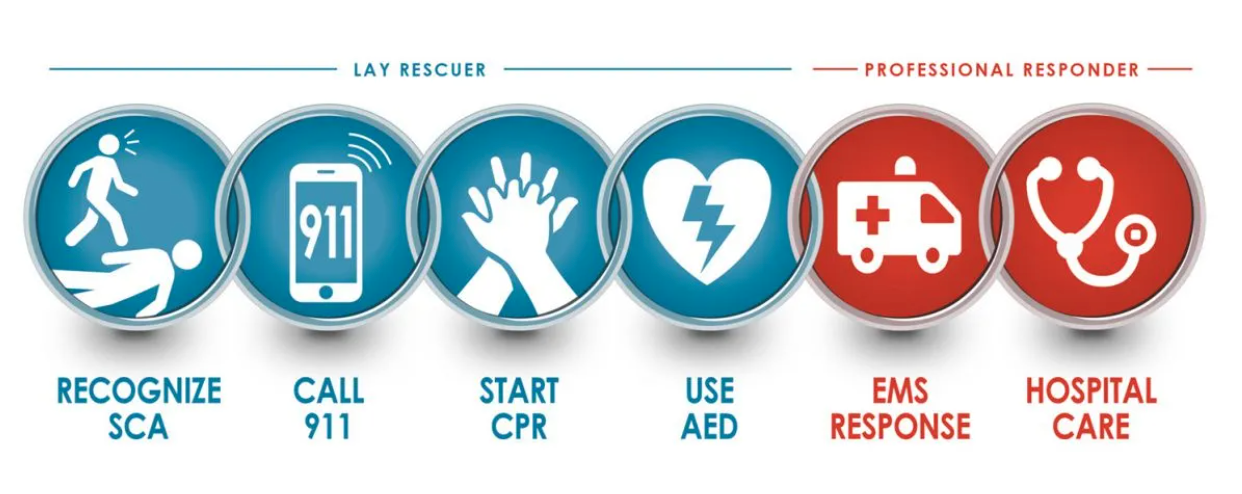 LAY RESCUER
PROFESSIONAL RESPONDER
911
RECOGNIZE
SCA
CALL
911
START
CPR
USE
AED
EMS
RESPONSE
HOSPITAL
CARE